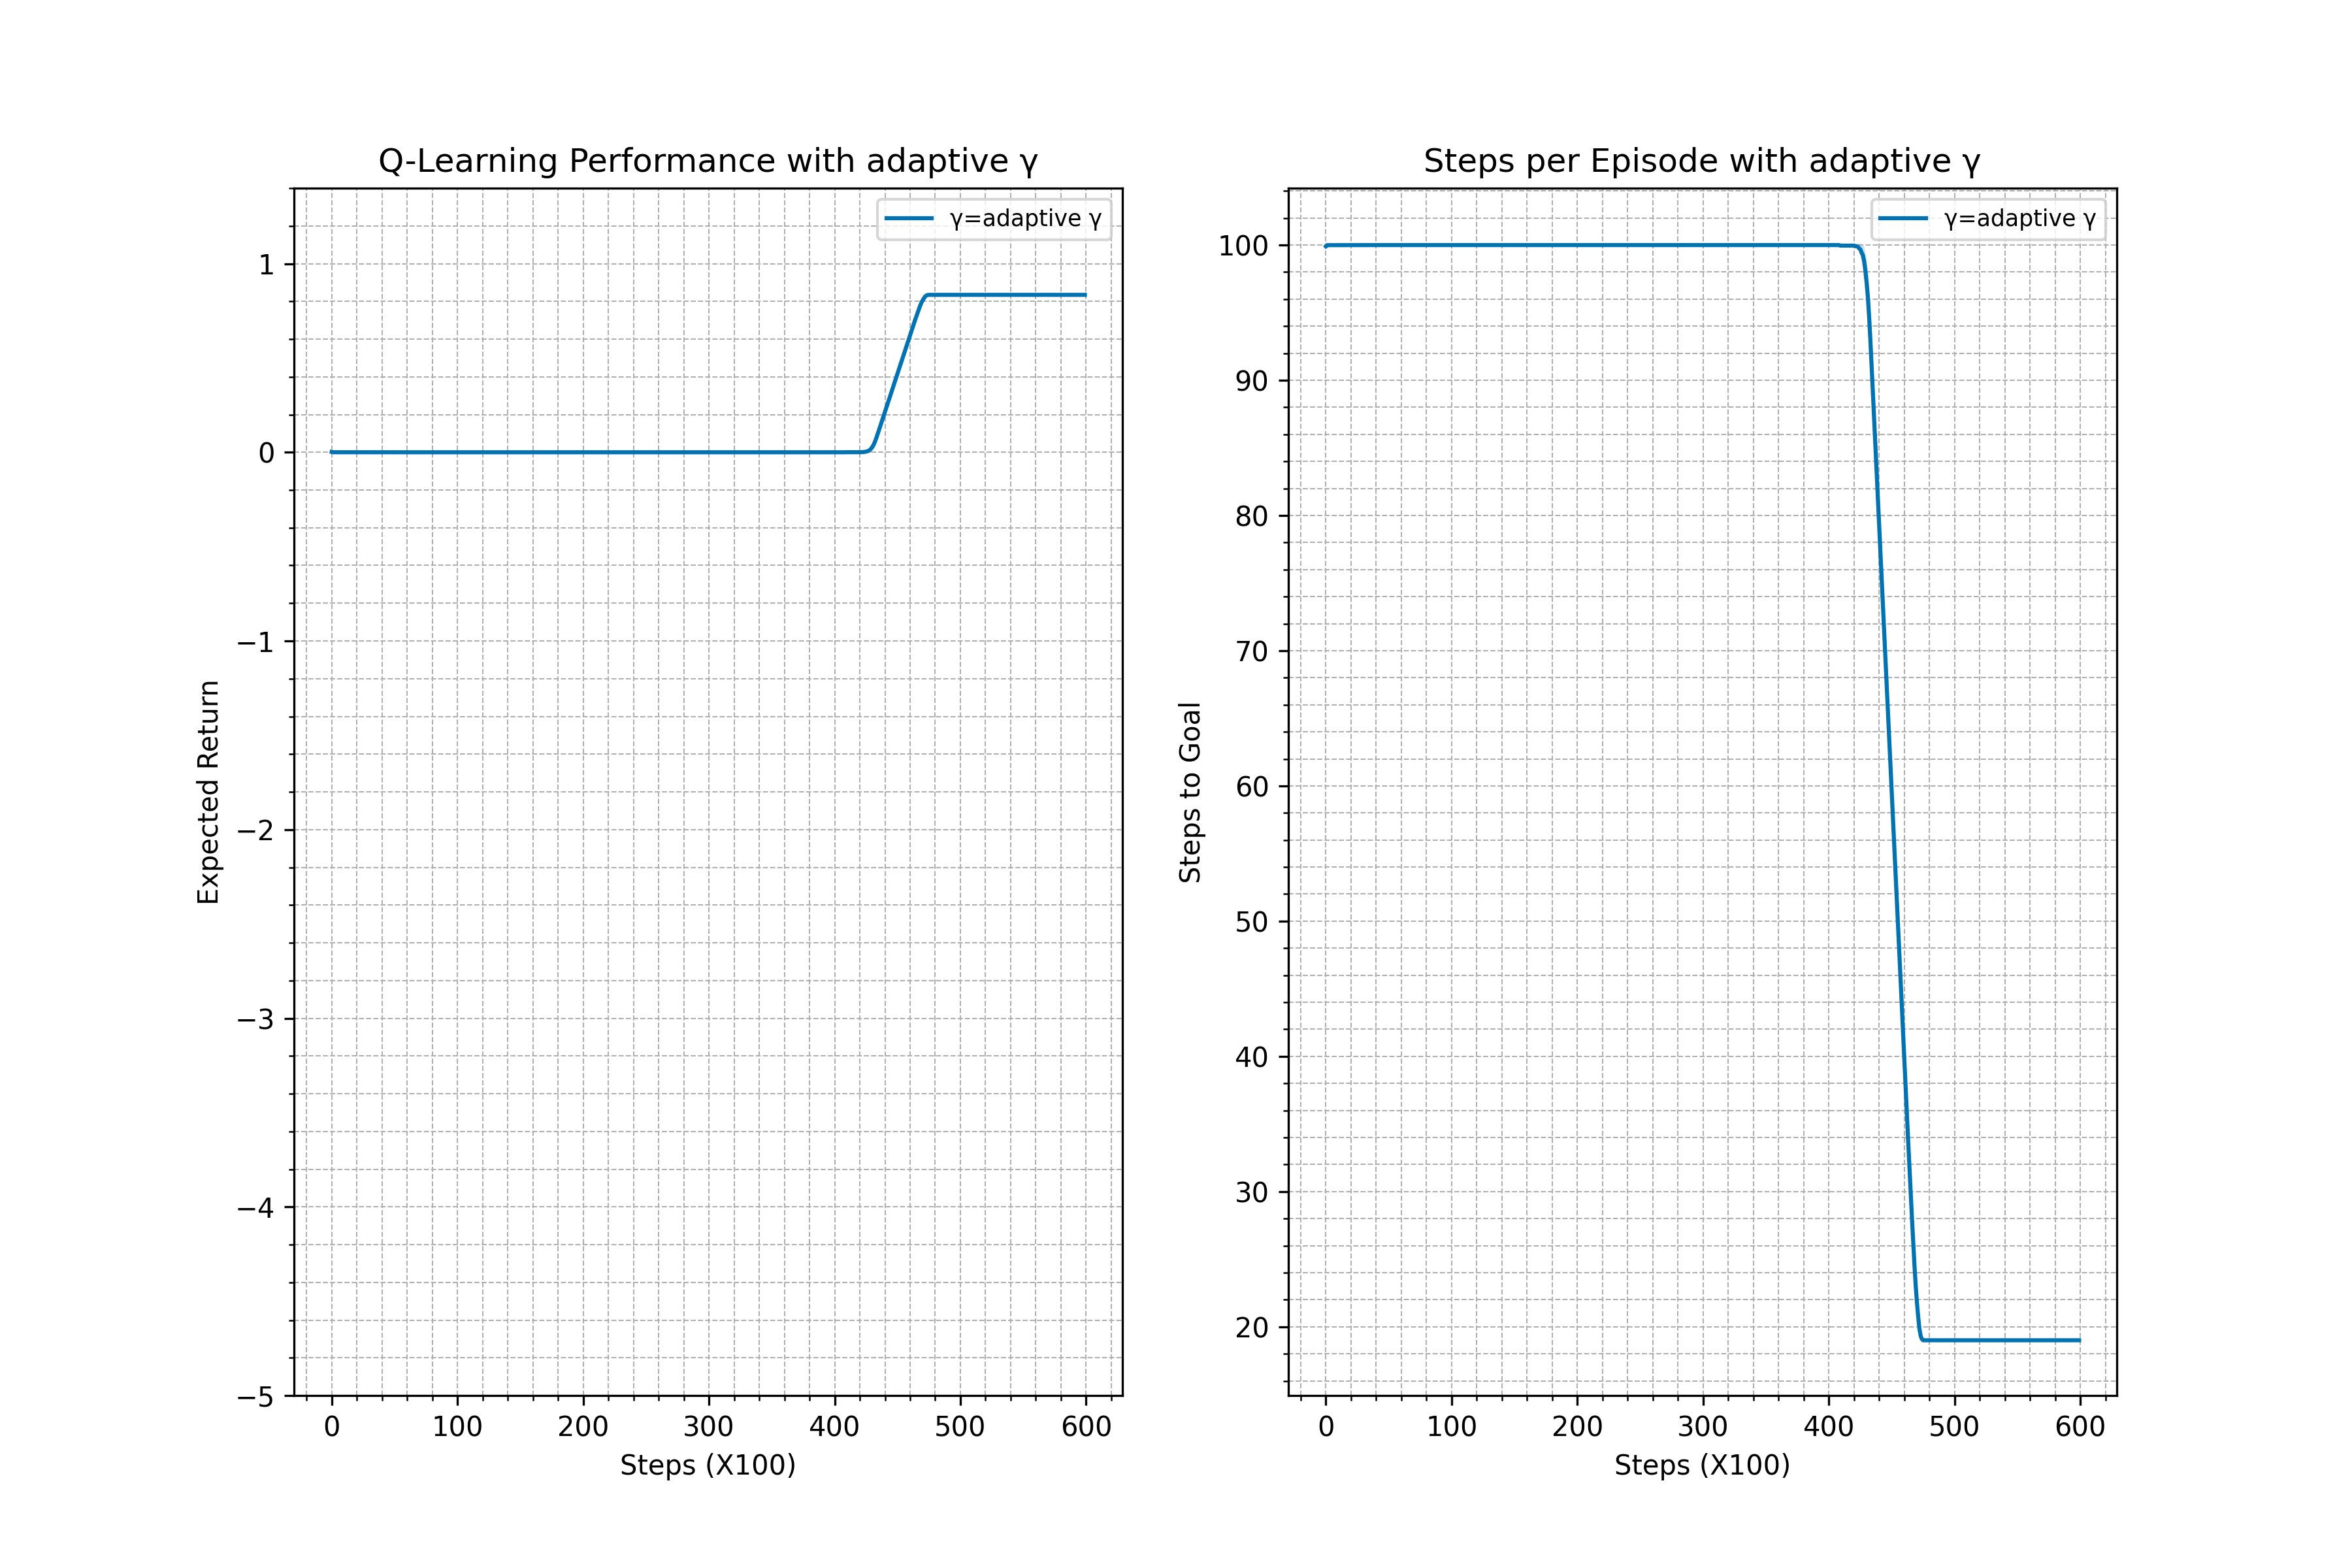 Q-Learning Performance with adaptive γ
γ=adaptive γ
1
0
−1
−2
−3
−4
−5
Expected Return
0 100 200 300 400 500 600
Steps (X100)
Steps per Episode with adaptive γ
γ=adaptive γ
100
90
80
70
60
50
40
30
20
Steps to Goal
0 100 200 300 400 500 600
Steps (X100)